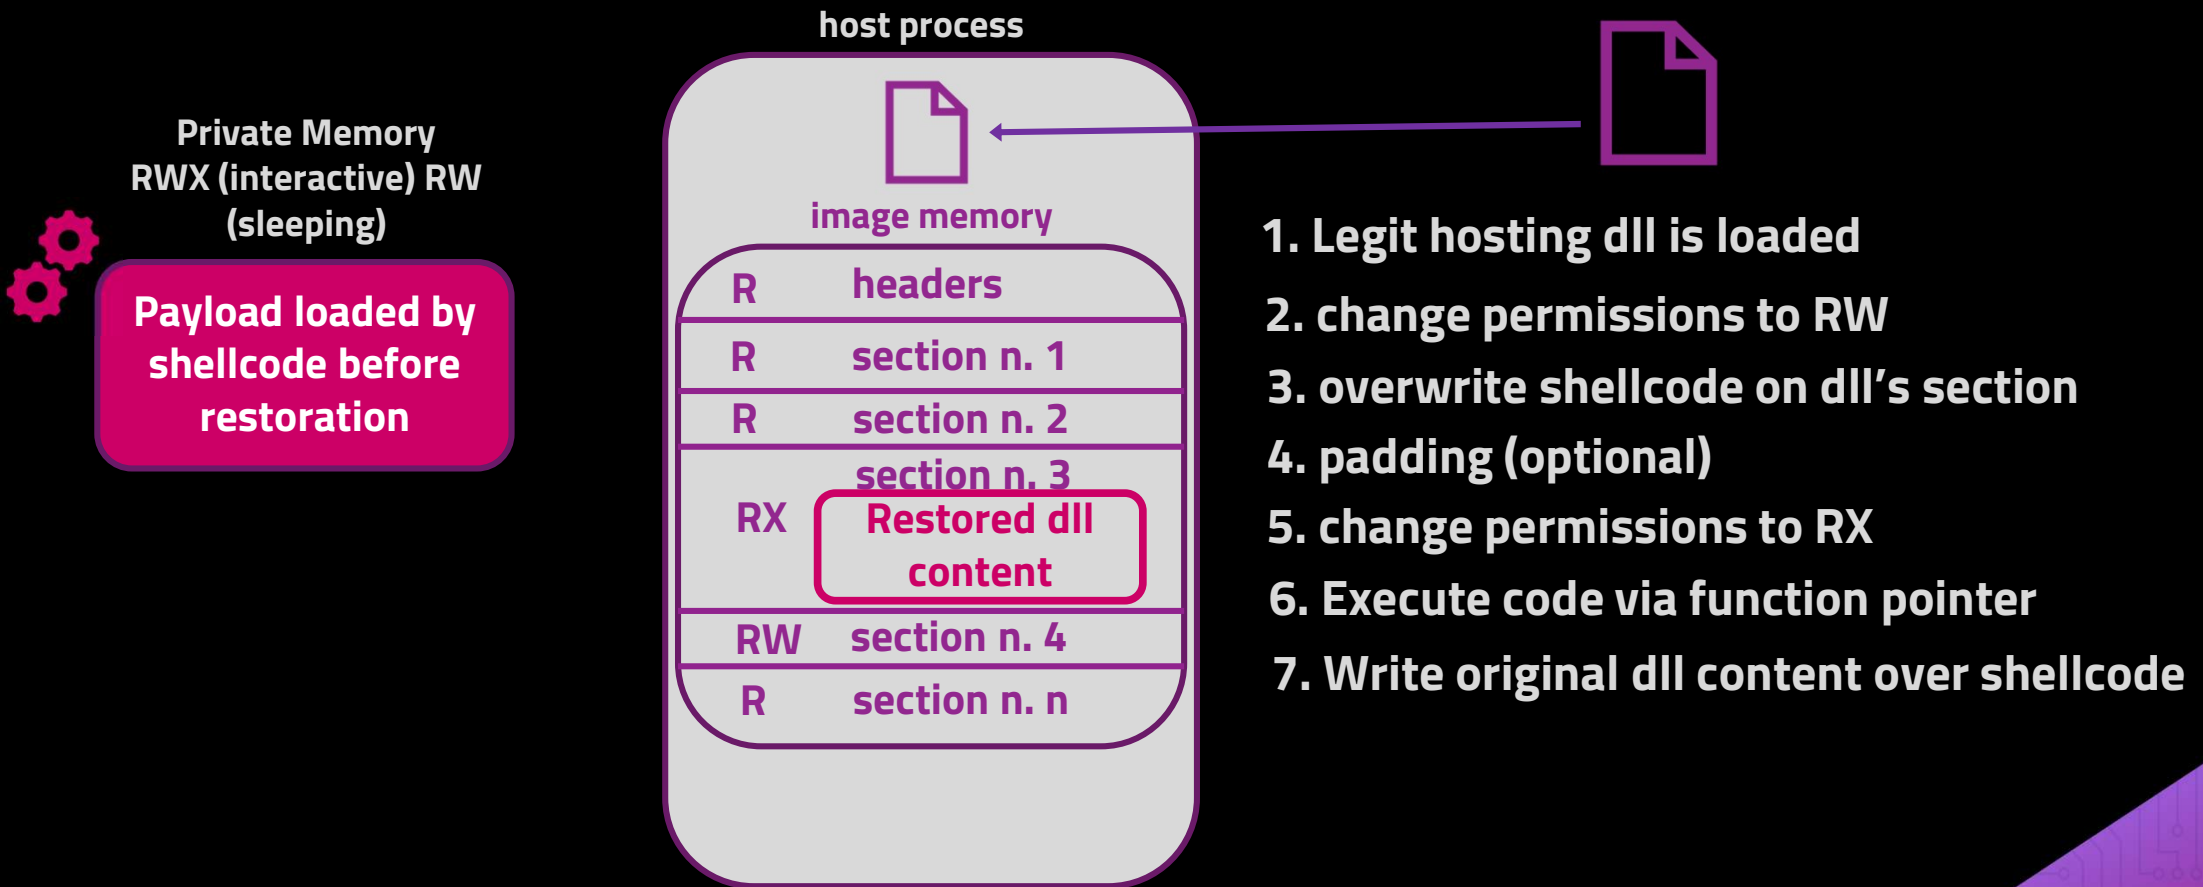 host process
Private Memory
RWX (interactive) RW
(sleeping)
Payload loaded by
shellcode before
restoration
image memory
R headers
R section n. 1
R section n. 2
section n. 3
RX
Restored dll
content
RW section n. 4
R section n. n
1. Legit hosting dll is loaded
2. change permissions to RW
3. overwrite shellcode on dll’s section
4. padding (optional)
5. change permissions to RX
6. Execute code via function pointer
7. Write original dll content over shellcode